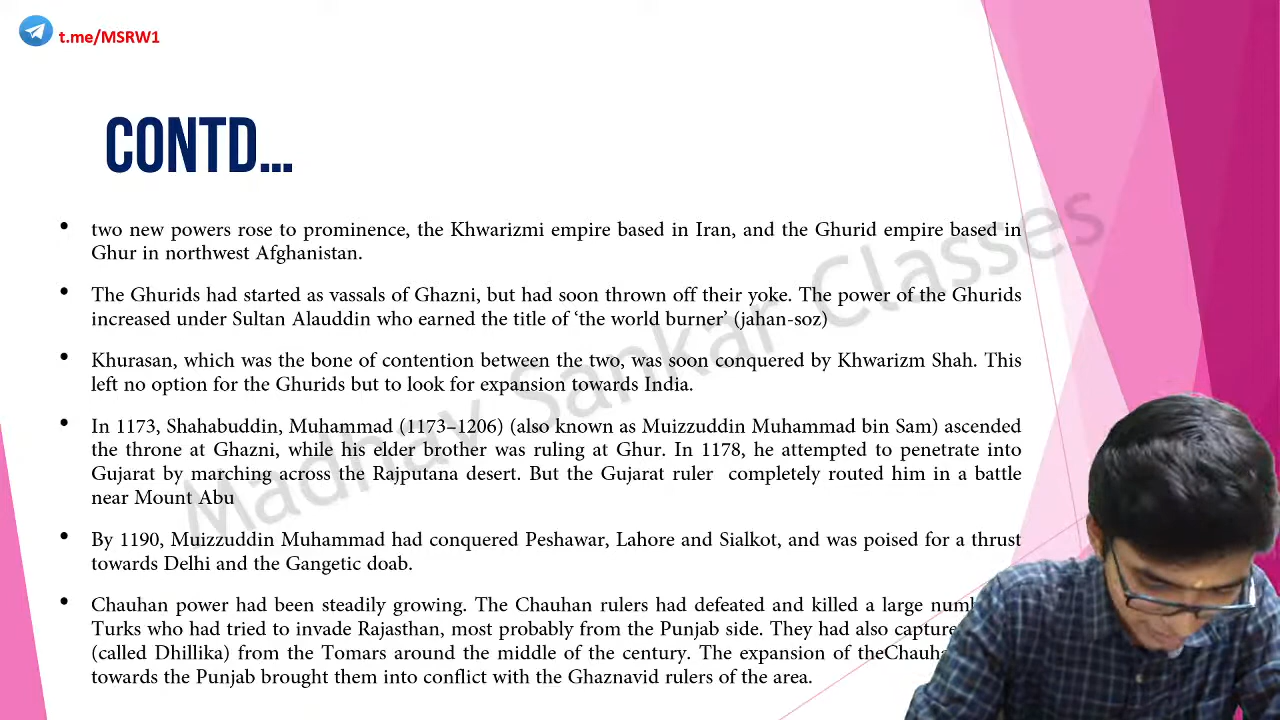 t.me/MSRW1
CONTD...
• two new powers rose to prominence, the Khwarizmi empire based in Iran, and the Ghurid empire based in
Ghur in northwest Afghanistan.
• The Ghurids had started as vassals of Ghazni, but had soon thrown off their yoke. The power of the Ghurids
increased under Sultan Alauddin who earned the title of ‘the world burner’ (jahan-soz)
• Khurasan, which was the bone of contention between the two, was soon conquered by Khwarizm Shah. This
left no option for the Ghurids but to look for expansion towards India.
• In 1173, Shahabuddin, Muhammad (1173–1206) (also known as Muizzuddin Muhammad bin Sam) ascended
the throne at Ghazni, while his elder brother was ruling at Ghur. In 1178, he attempted to penetrate into
Gujarat by marching across the Rajputana desert. But the Gujarat ruler completely routed him in a battle
near Mount Abu
• By 1190, Muizzuddin Muhammad had conquered Peshawar, Lahore and Sialkot, and was poised for a thrust
towards Delhi and the Gangetic doab.
• Chauhan power had been steadily growing. The Chauhan rulers had defeated and killed a large
Turks who had tried to invade Rajasthan, most probably from the Punjab side. They had also
(called Dhillika) from the Tomars around the middle of the century. The expansion of
towards the Punjab brought them into conflict with the Ghaznavid rulers of the area.
Madhav Sankar Classes